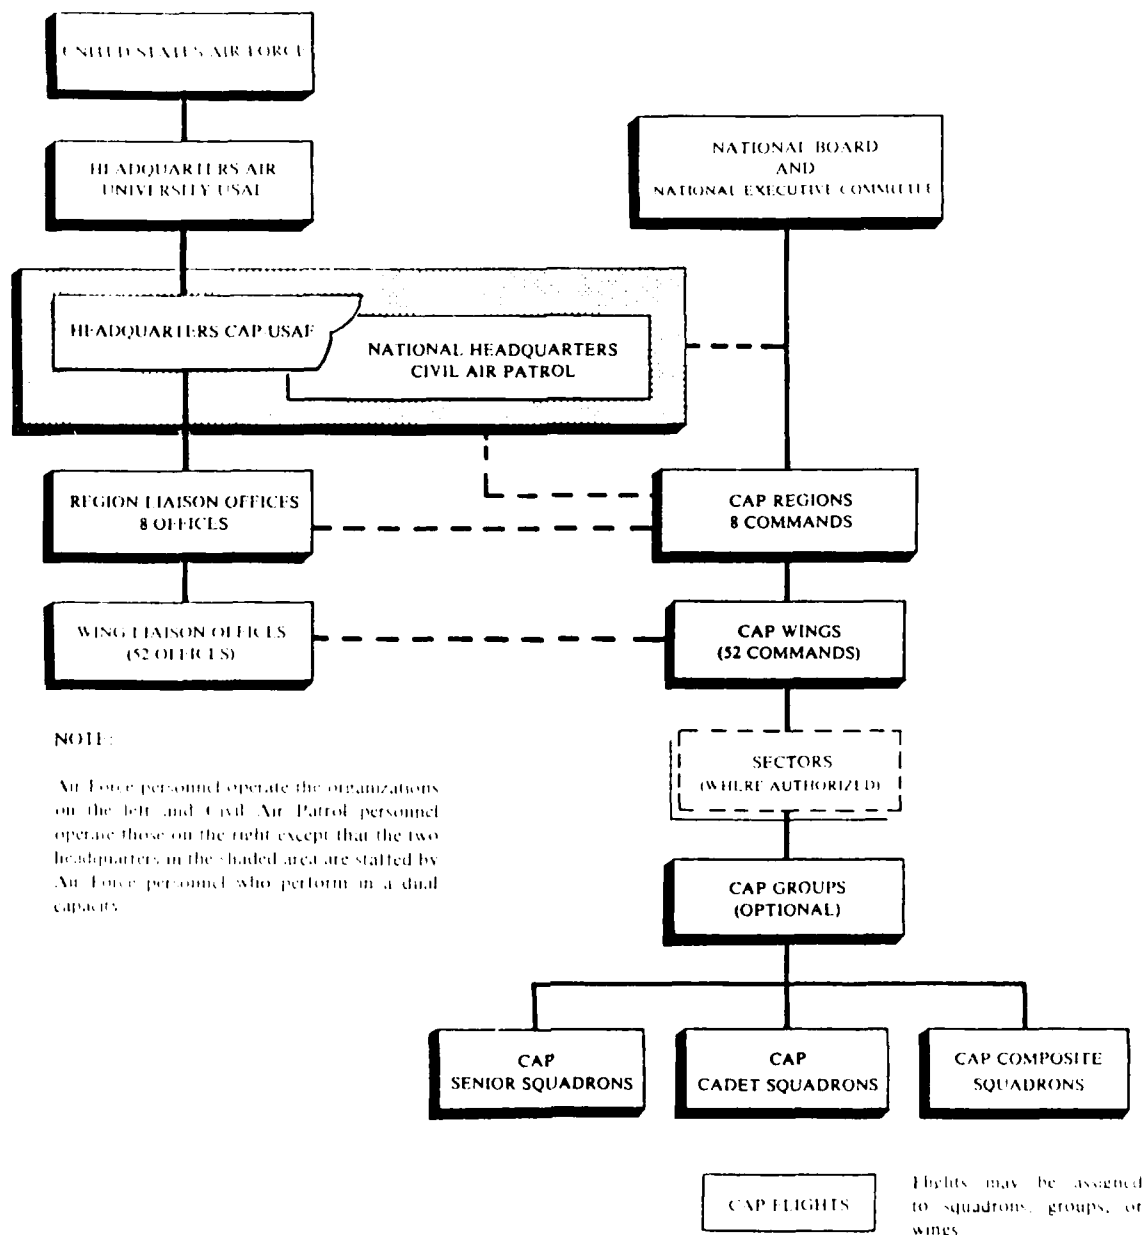 UNITED STATES AIR FORCE
HEADQUARTERS AIR
UNIVERSITY USAF
NATIONAL BOARD
AND
NATIONAL EXECUTIVE COMMITTEE
HEADQUARTERS CAP USAF
NATIONAL HEADQUARTERS
CIVIL AIR PATROL
REGION LIAISON OFFICES
8 OFFICES
CAP REGIONS
8 COMMANDS
WING LIAISON OFFICES
(52 OFFICES)
CAP WINGS
(52 COMMANDS)
NOTE:
Air Force personnel operate the organizations
on the left and Civil Air Patrol personnel
operate those on the right except that the two
headquarters in the shaded area are staffed by
Air Force personnel who perform in a dual
capacity
SECTORS
(WHERE AUTHORIZED)
CAP GROUPS
(OPTIONAL)
CAP
SENIOR SQUADRONS
CAP
CADET SQUADRONS
CAP COMPOSITE
SQUADRONS
CAP FLIGHTS
Flights may be assigned
to squadrons, groups, or
wings